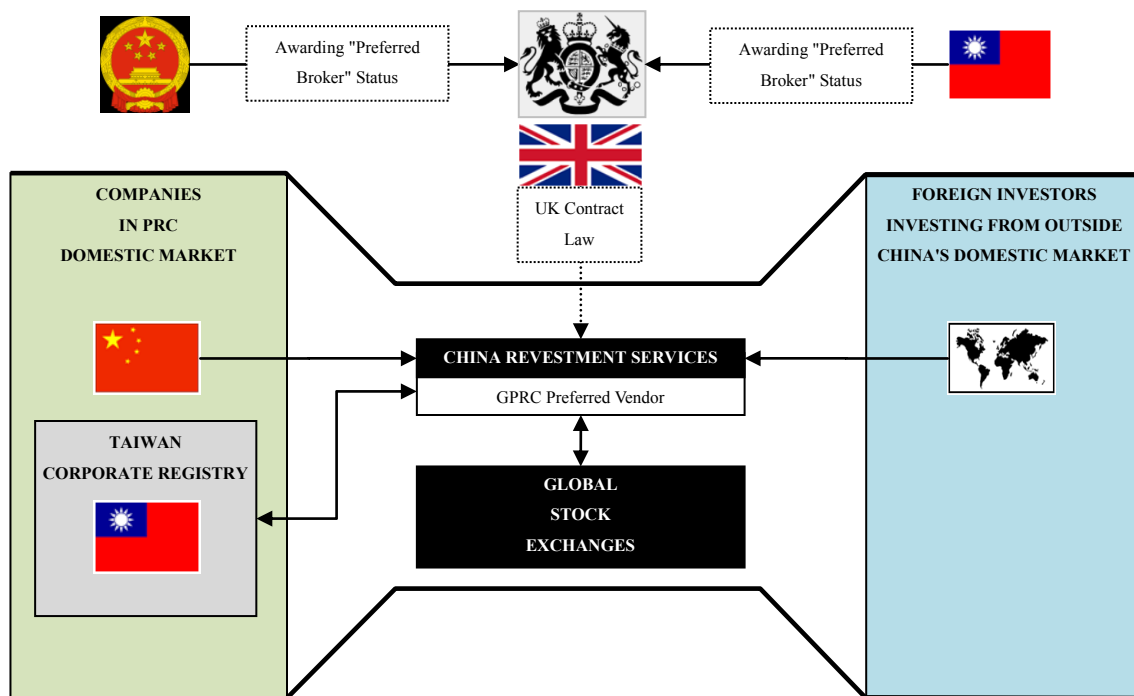 Awarding "Preferred
Broker" Status
Awarding "Preferred
Broker" Status
UK Contract
Law
COMPANIES
IN PRC
DOMESTIC MARKET
FOREIGN INVESTORS
INVESTING FROM OUTSIDE
CHINA'S DOMESTIC MARKET
CHINA REVESTMENT SERVICES
GPRC Preferred Vendor
TAIWAN
CORPORATE REGISTRY
GLOBAL
STOCK
EXCHANGES